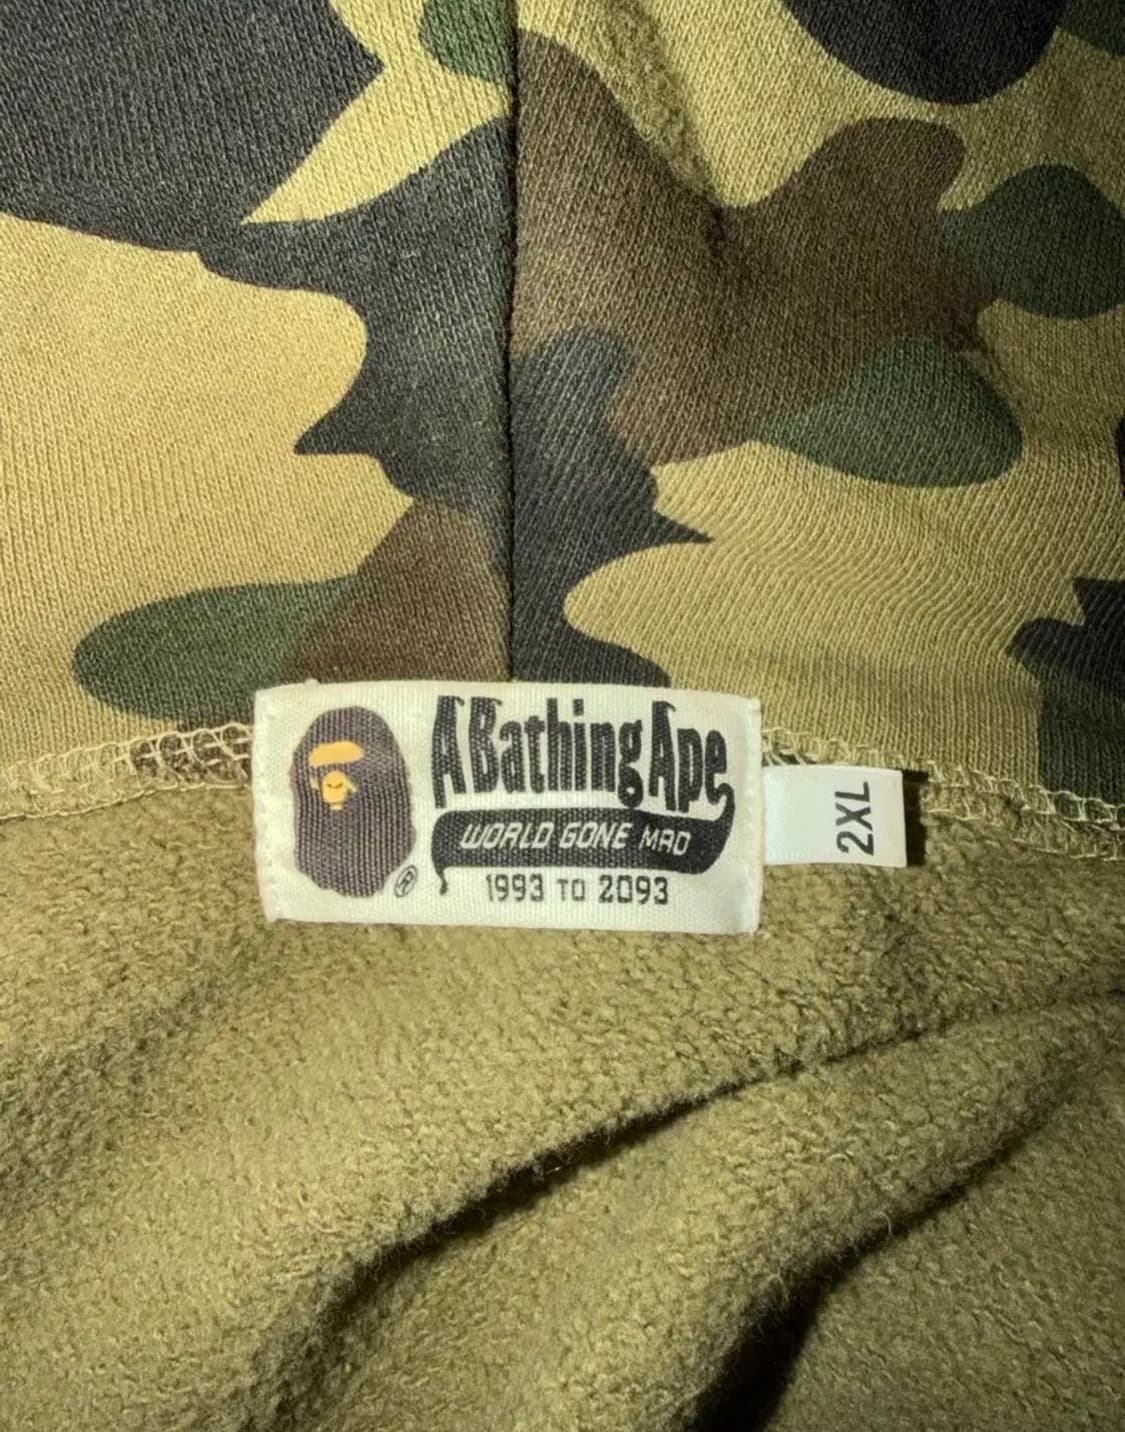 A Bathing Ape
WORLD GONE MAD
1993 TO 2093
®
2XL